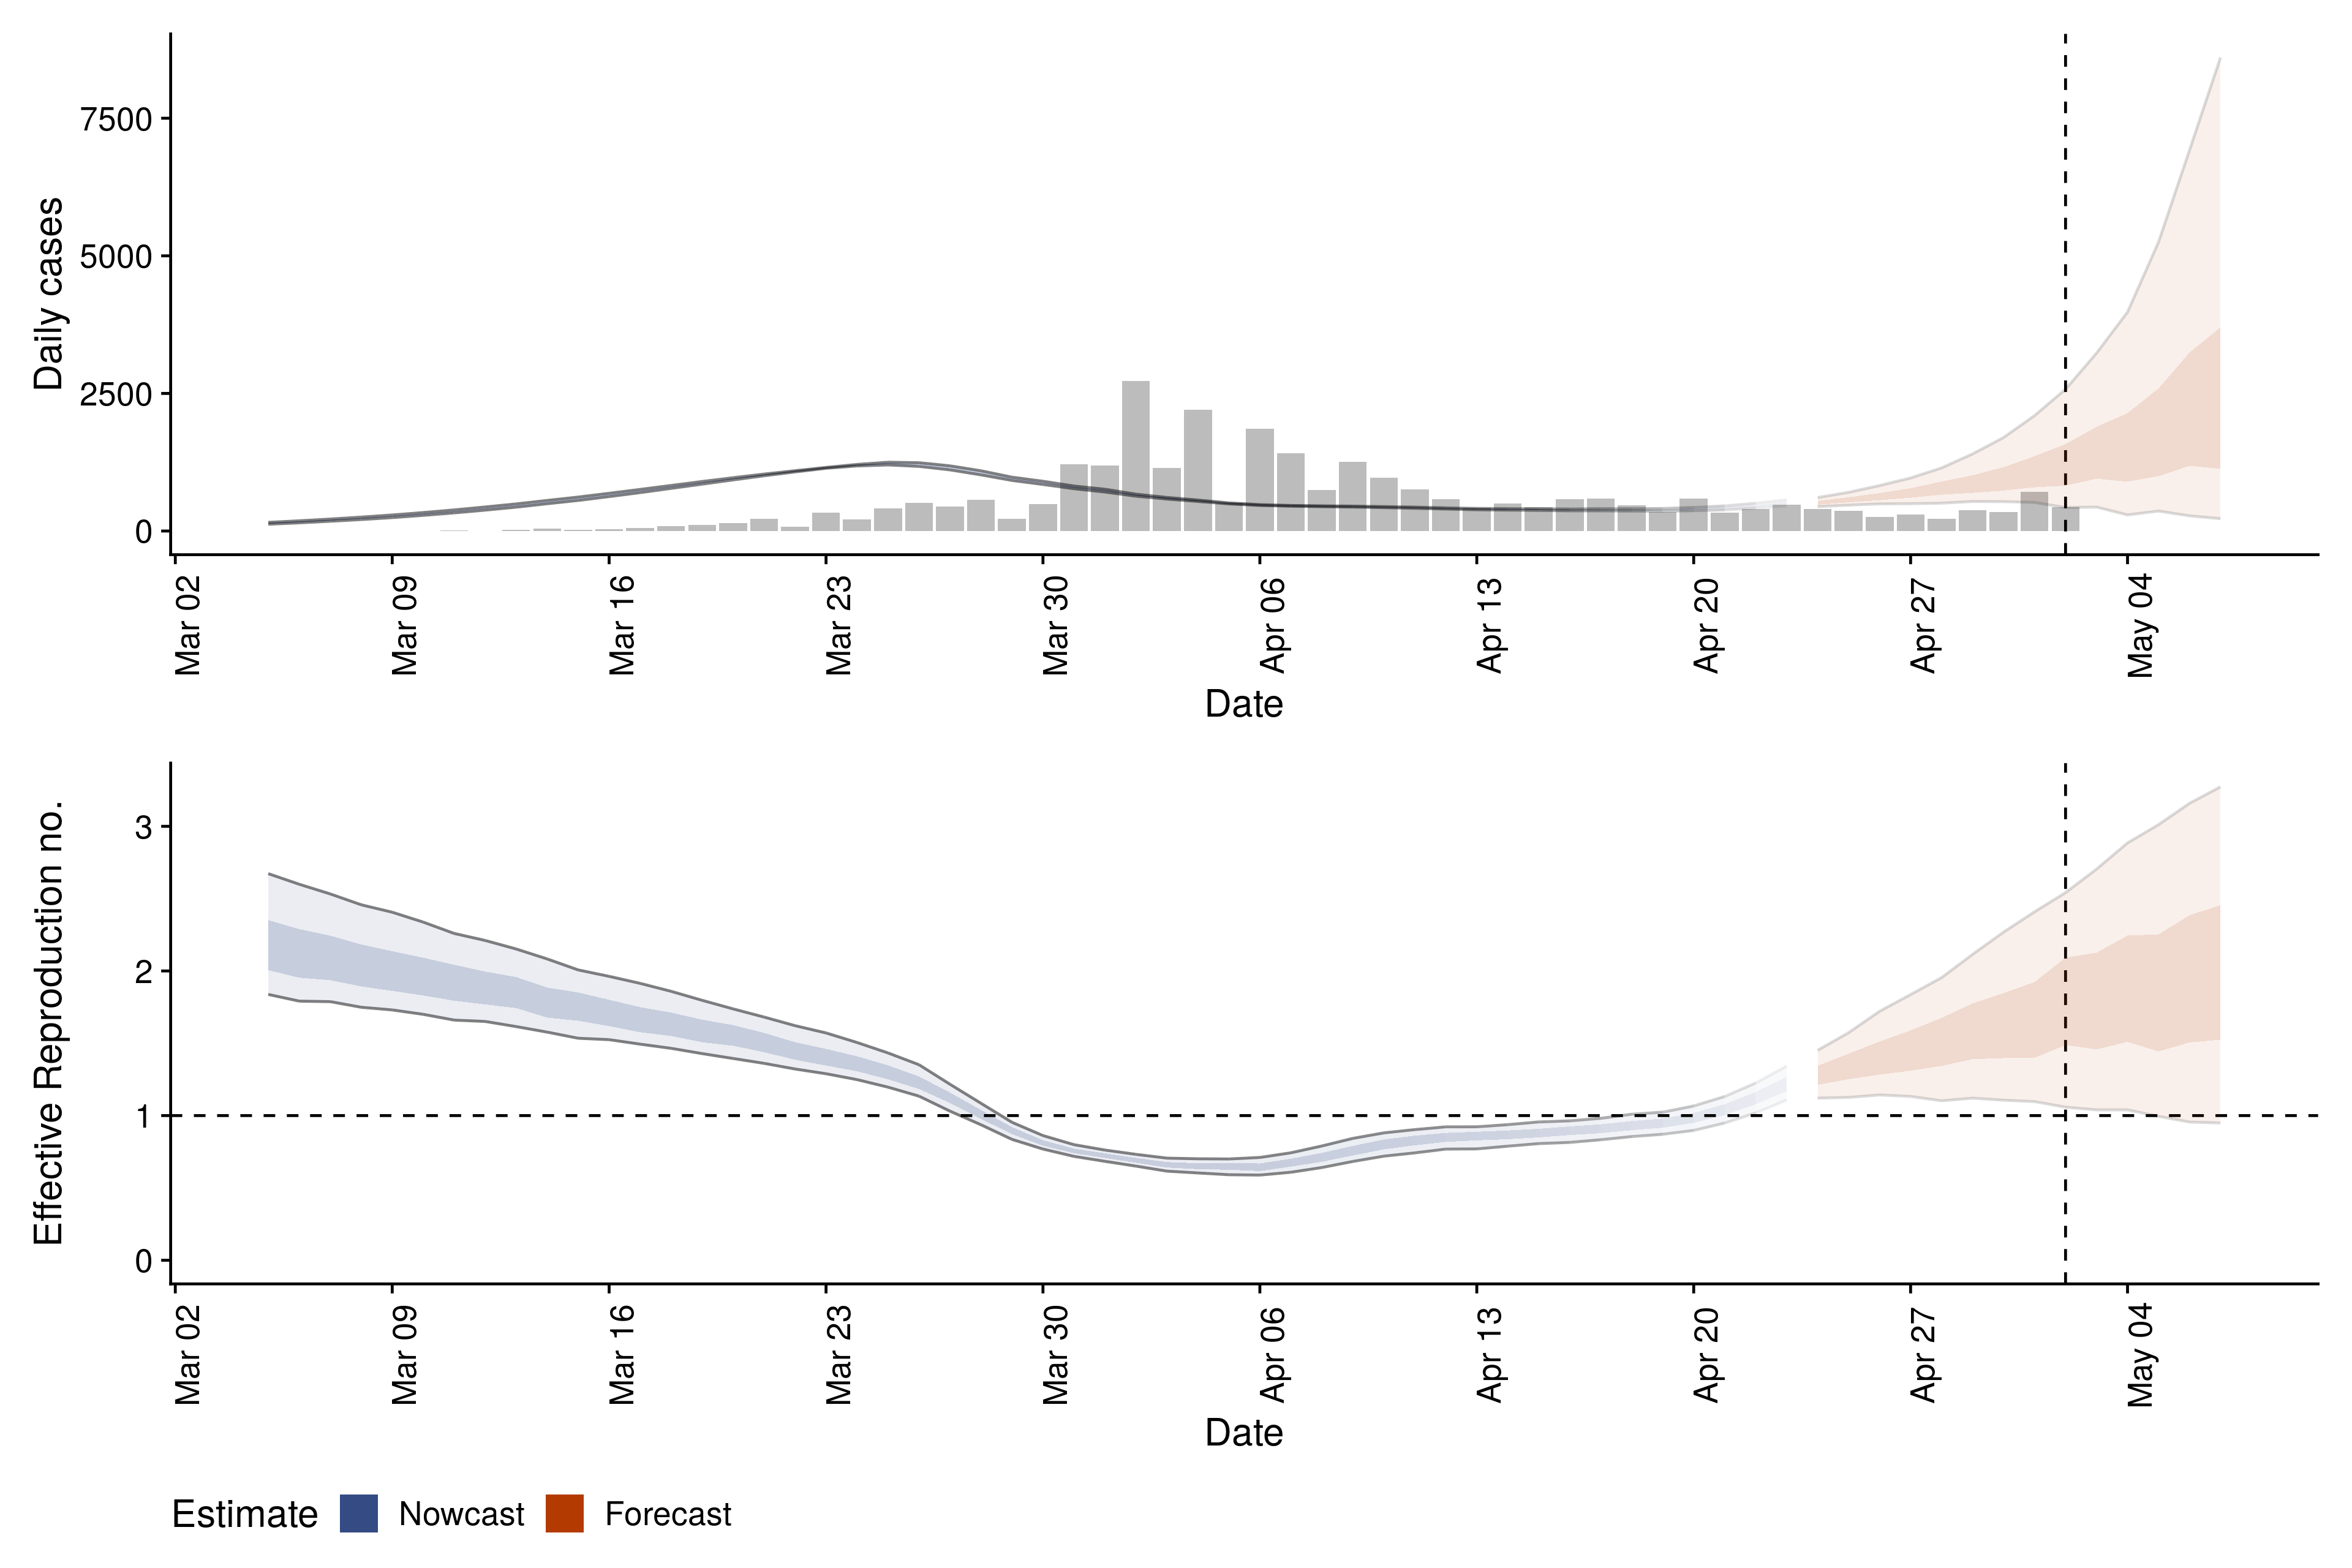 Daily cases
7500
5000
2500
0
Mar 02
Mar 09
Mar 16
Mar 23
Mar 30
Apr 06
Apr 13
Apr 20
Apr 27
May 04
Date
Effective Reproduction no.
3
2
1
0
Mar 02
Mar 09
Mar 16
Mar 23
Mar 30
Apr 06
Apr 13
Apr 20
Apr 27
May 04
Date
Estimate Nowcast Forecast